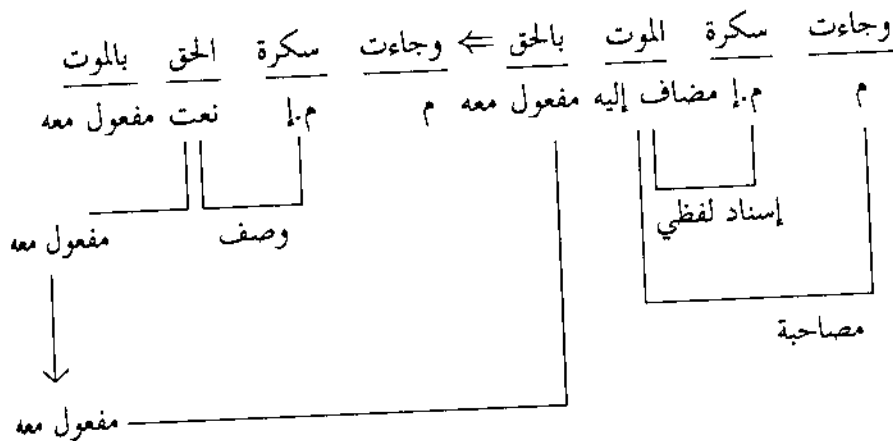 وجاءت سكرة الموت بالحق ⇐ وجاءت سكرة الحق بالموت
م م.إ مضاف إليه مفعول معه م م.إ نعت مفعول معه
إسناد لفظي وصف مفعول معه
مصاحبة
مفعول معه